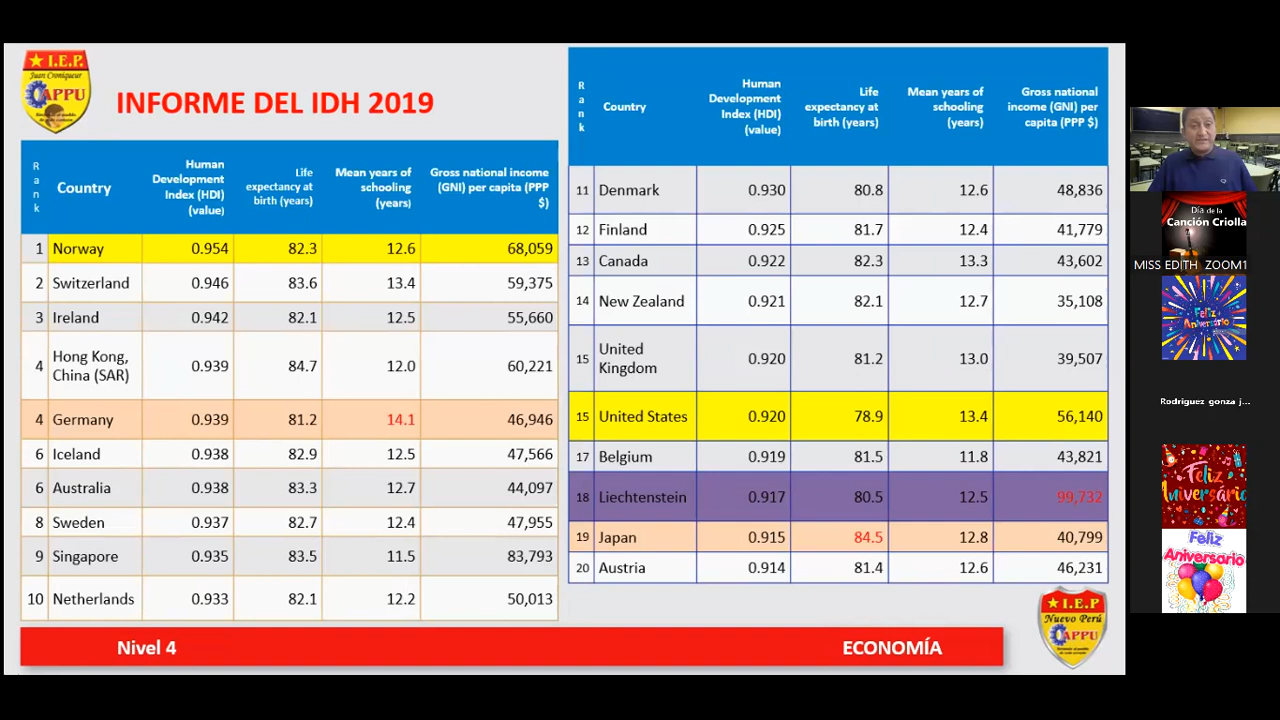 ★ I.E.P.
Juan Croniqueur
CAPPU
INFORME DEL IDH 2019
Rank Country Human Development Index (HDI) (value) Life expectancy at birth (years) Mean years of schooling (years) Gross national income (GNI) per capita (PPP $)
1 Norway 0.954 82.3 12.6 68,059
2 Switzerland 0.946 83.6 13.4 59,375
3 Ireland 0.942 82.1 12.5 55,660
4 Hong Kong, China (SAR) 0.939 84.7 12.0 60,221
4 Germany 0.939 81.2 14.1 46,946
6 Iceland 0.938 82.9 12.5 47,566
6 Australia 0.938 83.3 12.7 44,097
8 Sweden 0.937 82.7 12.4 47,955
9 Singapore 0.935 83.5 11.5 83,793
10 Netherlands 0.933 82.1 12.2 50,013
Rank Country Human Development Index (HDI) (value) Life expectancy at birth (years) Mean years of schooling (years) Gross national income (GNI) per capita (PPP $)
11 Denmark 0.930 80.8 12.6 48,836
12 Finland 0.925 81.7 12.4 41,779
13 Canada 0.922 82.3 13.3 43,602
14 New Zealand 0.921 82.1 12.7 35,108
15 United Kingdom 0.920 81.2 13.0 39,507
15 United States 0.920 78.9 13.4 56,140
17 Belgium 0.919 81.5 11.8 43,821
18 Liechtenstein 0.917 80.5 12.5 99,732
19 Japan 0.915 84.5 12.8 40,799
20 Austria 0.914 81.4 12.6 46,231
Nivel 4
ECONOMÍA
★ I.E.P
Nuevo Perú
CAPPU
Día de la
Canción Criolla
MISS EDITH ZOOM1
Feliz
Aniversario
Rodriguez gonza j...
Feliz
Aniversário
Feliz
Aniversario